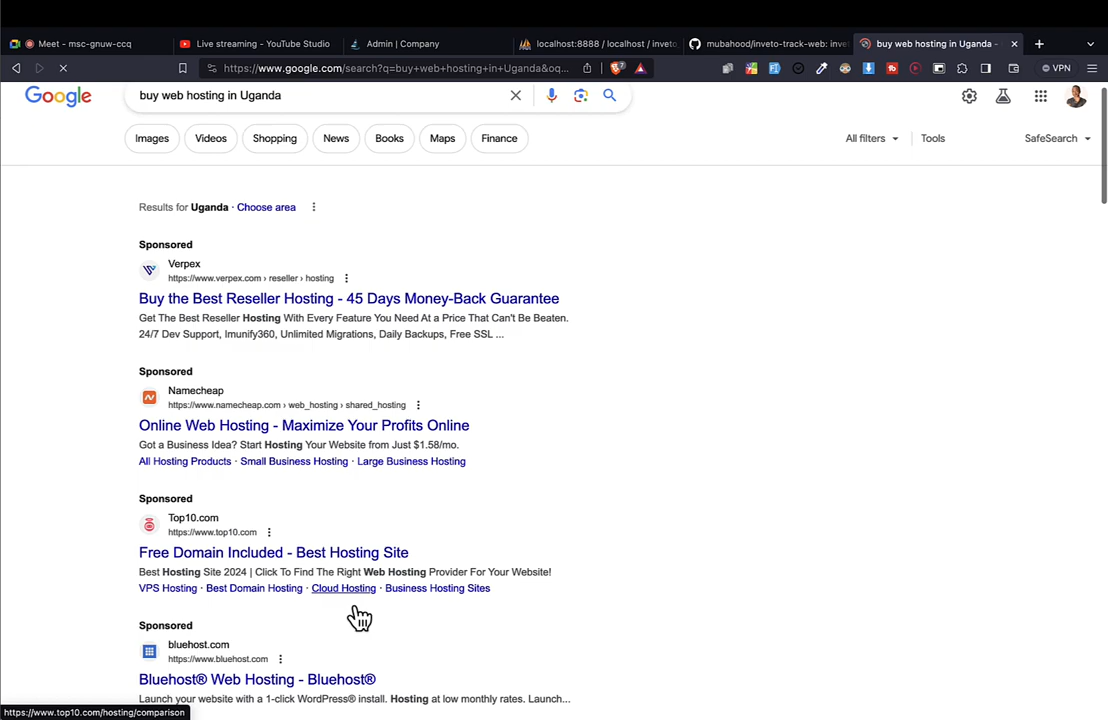 Meet - msc-gnuw-ccq
Live streaming - YouTube Studio
Admin | Company
localhost:8888 / localhost / inveto
mubahood/inveto-track-web: inve
buy web hosting in Uganda -
https://www.google.com/search?q=buy+web+hosting+in+Uganda&oq...
7
VPN
Google
buy web hosting in Uganda
Images
Videos
Shopping
News
Books
Maps
Finance
All filters
Tools
SafeSearch
Results for Uganda · Choose area
Sponsored
Verpex
https://www.verpex.com › reseller › hosting
Buy the Best Reseller Hosting - 45 Days Money-Back Guarantee
Get The Best Reseller Hosting With Every Feature You Need At a Price That Can't Be Beaten.
24/7 Dev Support, Imunify360, Unlimited Migrations, Daily Backups, Free SSL ...
Sponsored
Namecheap
https://www.namecheap.com › web_hosting › shared_hosting
Online Web Hosting - Maximize Your Profits Online
Got a Business Idea? Start Hosting Your Website from Just $1.58/mo.
All Hosting Products · Small Business Hosting · Large Business Hosting
Sponsored
Top10.com
https://www.top10.com
Free Domain Included - Best Hosting Site
Best Hosting Site 2024 | Click To Find The Right Web Hosting Provider For Your Website!
VPS Hosting · Best Domain Hosting · Cloud Hosting · Business Hosting Sites
Sponsored
bluehost.com
https://www.bluehost.com
Bluehost® Web Hosting - Bluehost®
Launch your website with a 1-click WordPress® install. Hosting at low monthly rates. Launch...
https://www.top10.com/hosting/comparison